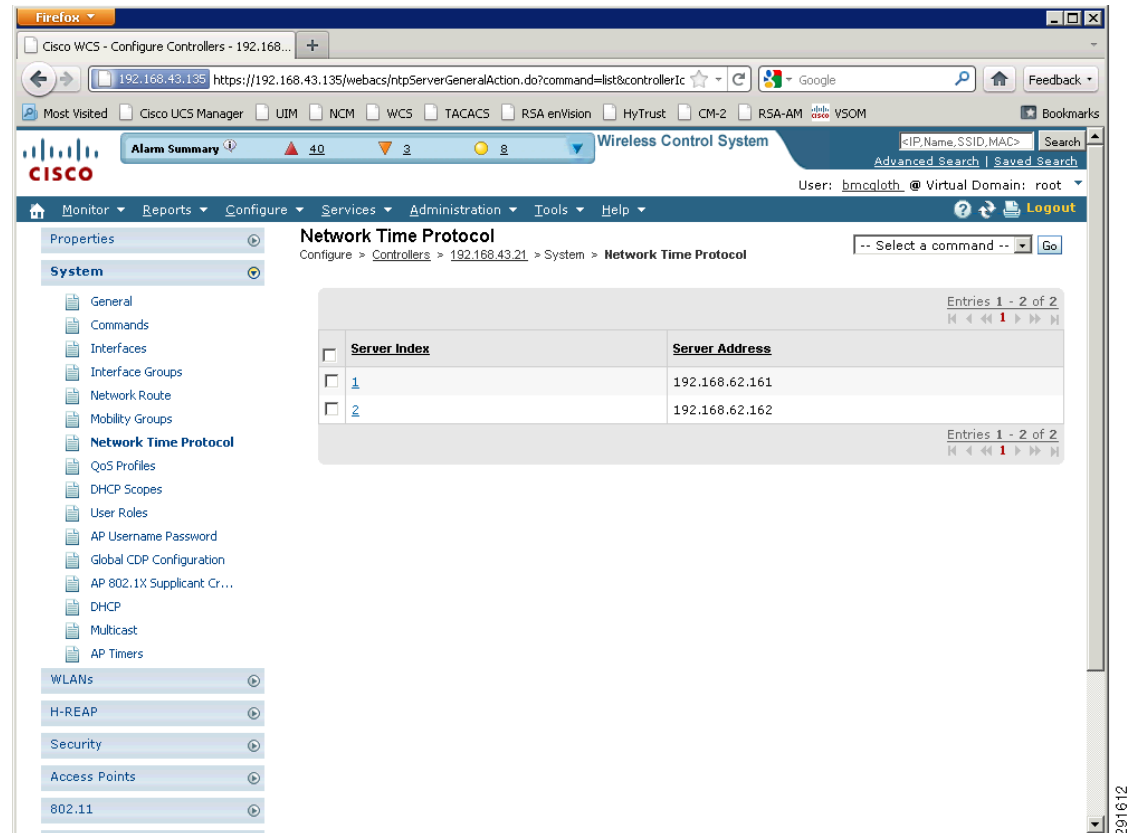 Firefox
Cisco WCS - Configure Controllers - 192.168...
192.168.43.135 https://192.168.43.135/webacs/ntpServerGeneralAction.do?command=list&controllerIc
Google
Feedback
Most Visited Cisco UCS Manager UIM NCM WCS TACACS RSA enVision HyTrust CM-2 RSA-AM VSOM Bookmarks
CISCO
Alarm Summary 40 3 8
Wireless Control System
<IP,Name,SSID,MAC> Search
Advanced Search | Saved Search
User: bmcgloth @ Virtual Domain: root
Monitor Reports Configure Services Administration Tools Help Logout
Properties
System
General
Commands
Interfaces
Interface Groups
Network Route
Mobility Groups
Network Time Protocol
QoS Profiles
DHCP Scopes
User Roles
AP Username Password
Global CDP Configuration
AP 802.1X Supplicant Cr...
DHCP
Multicast
AP Timers
WLANs
H-REAP
Security
Access Points
802.11
Network Time Protocol
Configure > Controllers > 192.168.43.21 > System > Network Time Protocol
-- Select a command -- Go
Entries 1 - 2 of 2
1
Server Index Server Address
1 192.168.62.161
2 192.168.62.162
Entries 1 - 2 of 2
1
291612